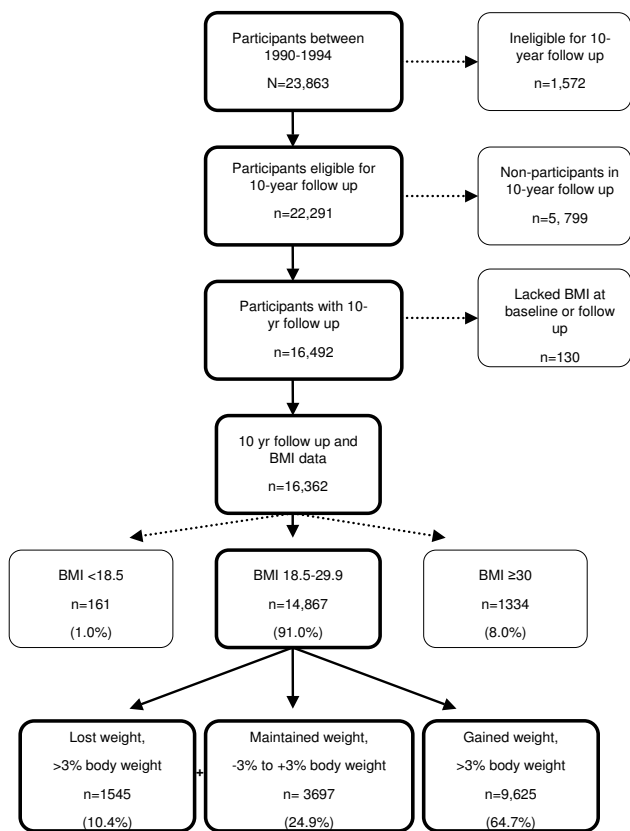 Participants between
1990-1994
N=23,863
Ineligible for 10-
year follow up
n=1,572
Participants eligible for
10-year follow up
n=22,291
Non-participants in
10-year follow up
n=5, 799
Participants with 10-
yr follow up
n=16,492
Lacked BMI at
baseline or follow
up
n=130
10 yr follow up and
BMI data
n=16,362
BMI <18.5
n=161
(1.0%)
BMI 18.5-29.9
n=14,867
(91.0%)
BMI ≥30
n=1334
(8.0%)
Lost weight,
>3% body weight
n=1545
(10.4%)
+
Maintained weight,
-3% to +3% body weight
n= 3697
(24.9%)
Gained weight,
>3% body weight
n=9,625
(64.7%)